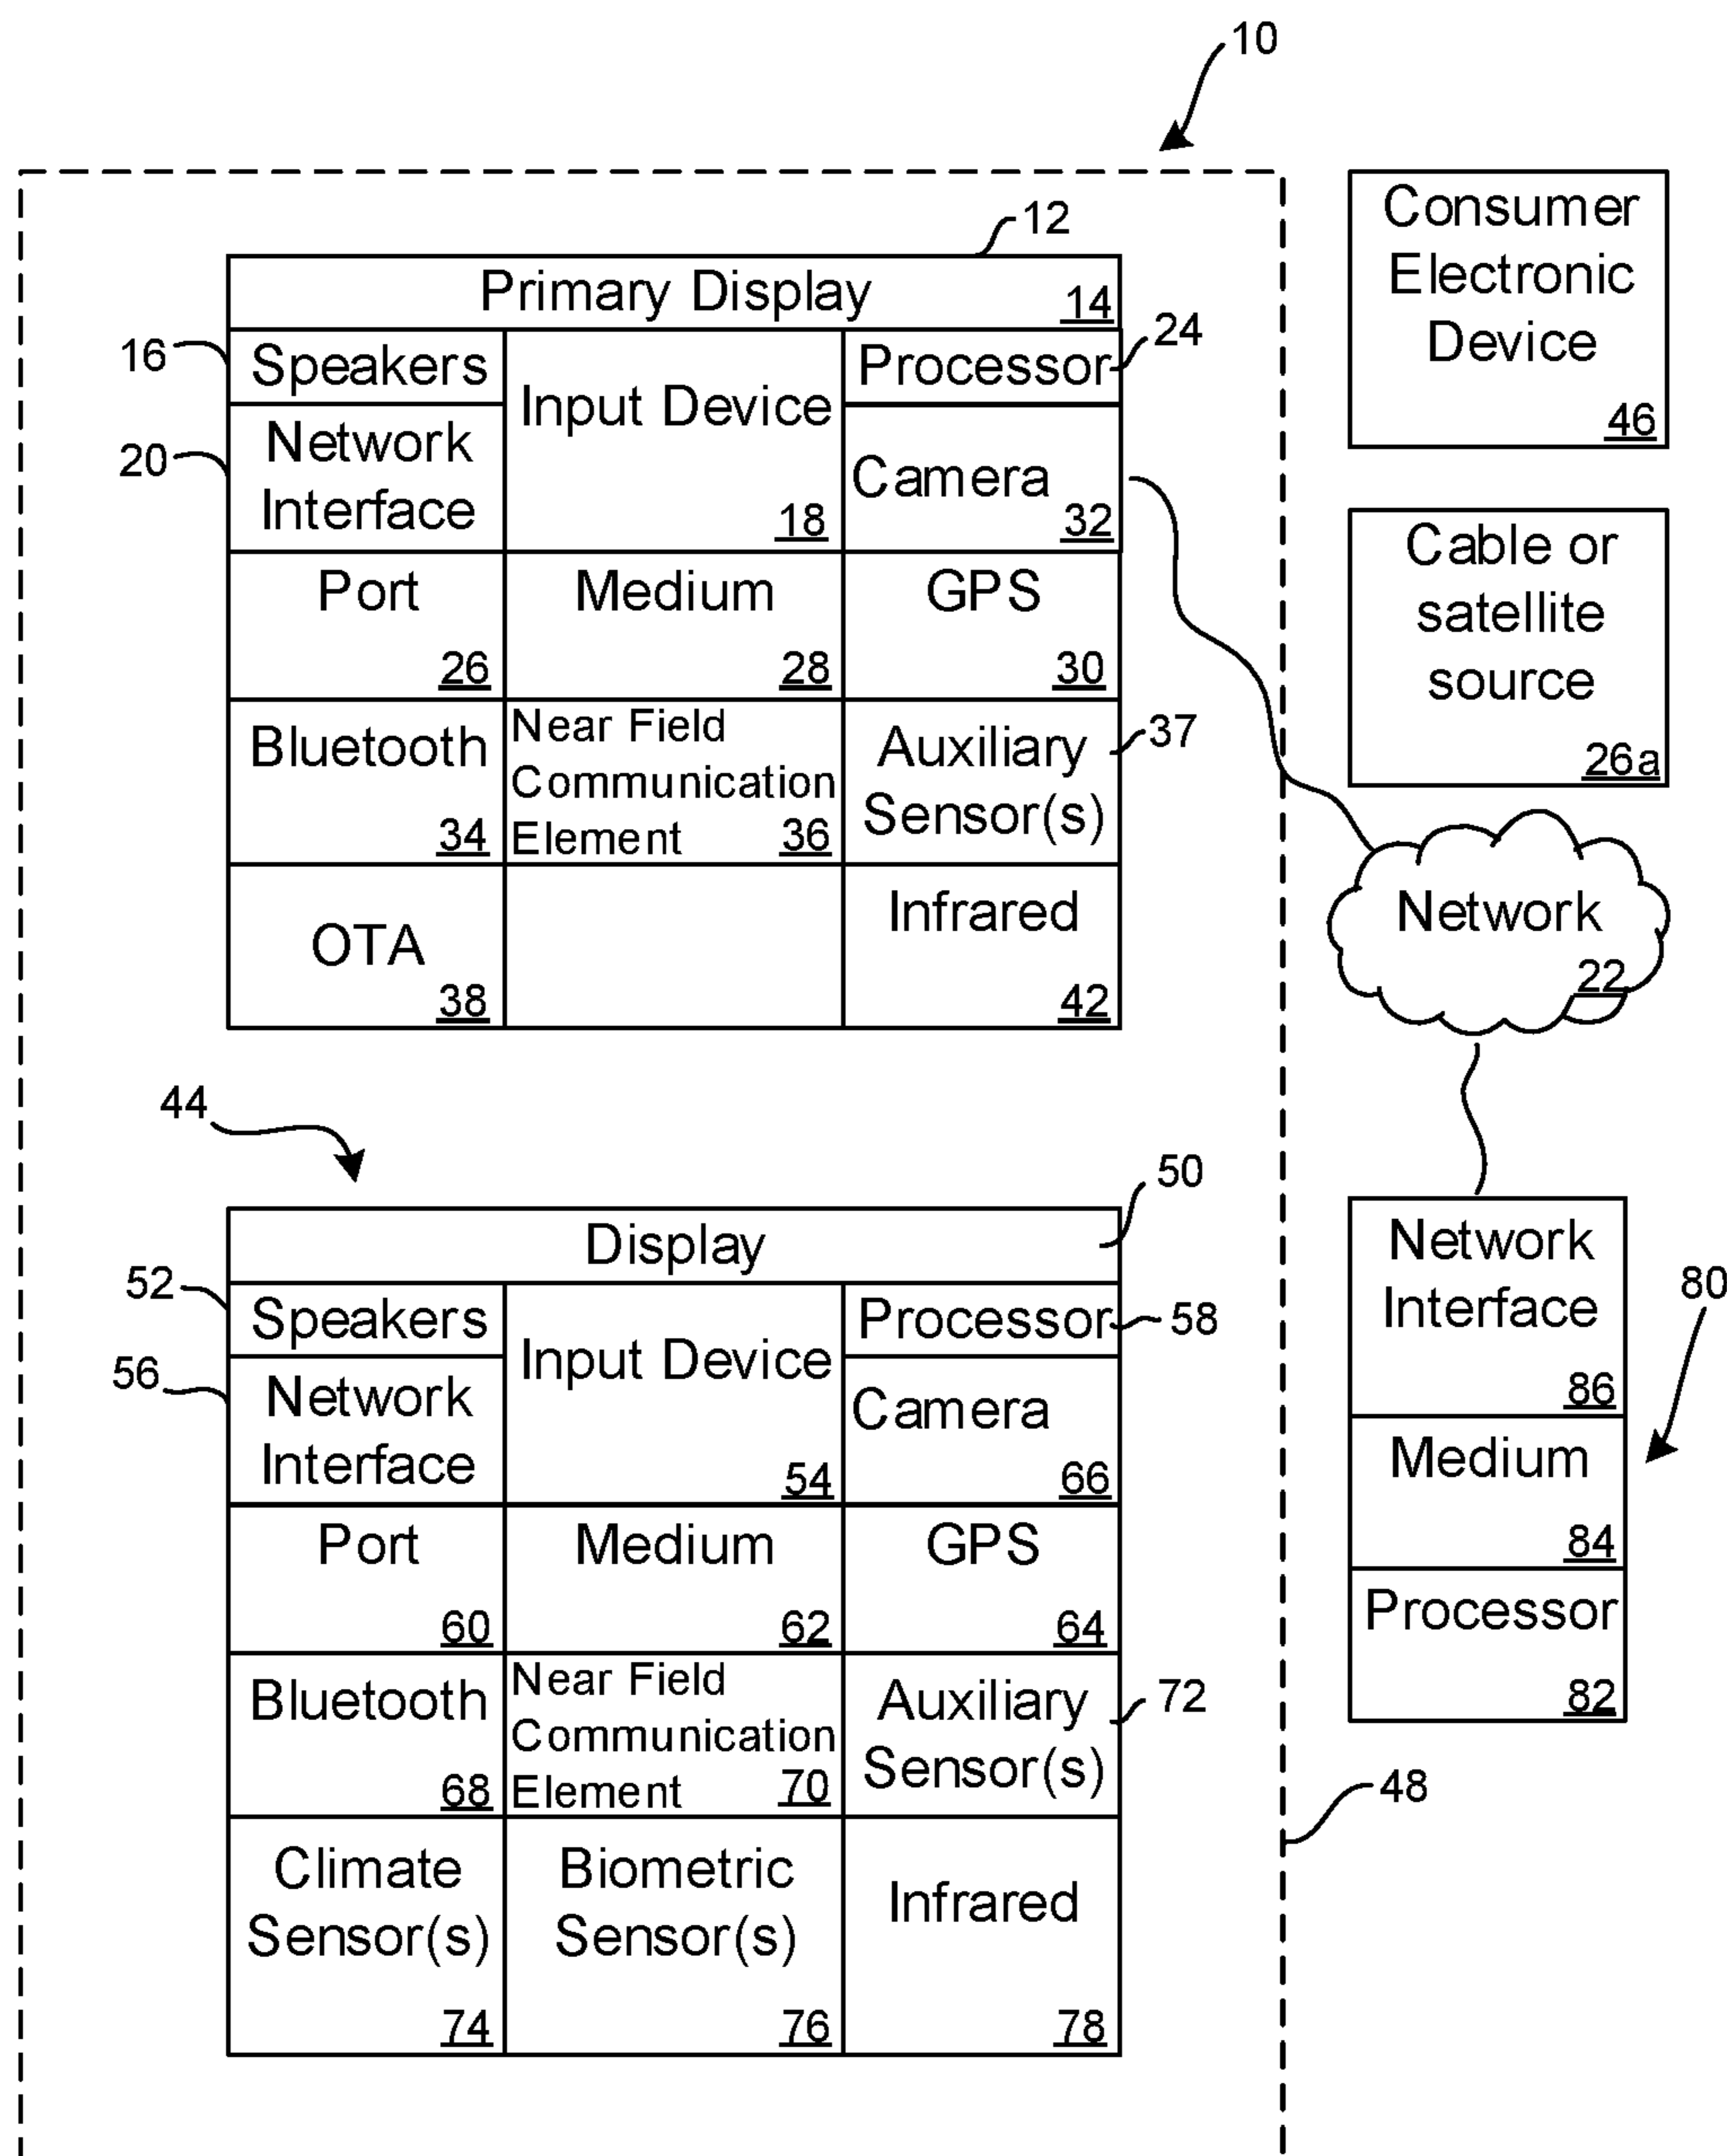 10
12
Primary Display
14
16
Speakers
Input Device
18
Processor
24
20
Network
Interface
Camera
32
Port
26
Medium
28
GPS
30
Bluetooth
34
Near Field
Communication
Element
36
Auxiliary
Sensor(s)
37
OTA
38
Infrared
42
Consumer
Electronic
Device
46
Cable or
satellite
source
26a
Network
22
44
50
Display
52
Speakers
Input Device
54
Processor
58
56
Network
Interface
Camera
66
Port
60
Medium
62
GPS
64
Bluetooth
68
Near Field
Communication
Element
70
Auxiliary
Sensor(s)
72
Climate
Sensor(s)
74
Biometric
Sensor(s)
76
Infrared
78
Network
Interface
86
80
Medium
84
Processor
82
48